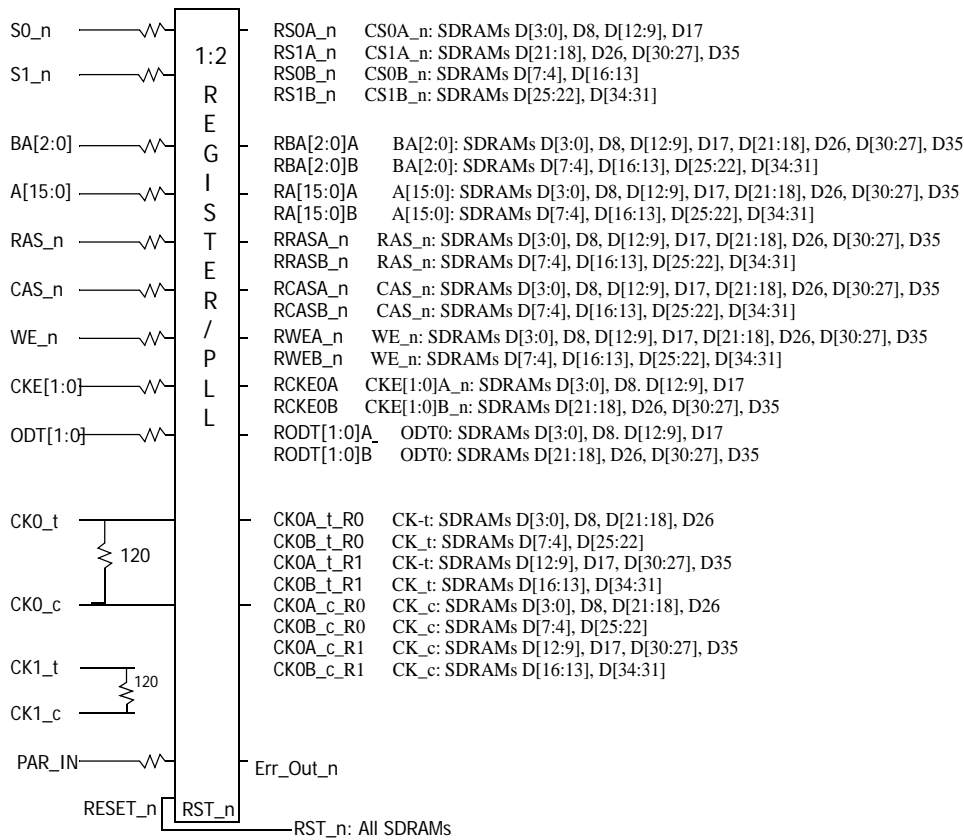 S0_n
RS0A_n CS0A_n: SDRAMs D[3:0], D8, D[12:9], D17
1:2
RS1A_n CS1A_n: SDRAMs D[21:18], D26, D[30:27], D35
S1_n
RS0B_n CS0B_n: SDRAMs D[7:4], D[16:13]
RS1B_n CS1B_n: SDRAMs D[25:22], D[34:31]
REGISTER/PLL
BA[2:0]
RBA[2:0]A BA[2:0]: SDRAMs D[3:0], D8, D[12:9], D17, D[21:18], D26, D[30:27], D35
RBA[2:0]B BA[2:0]: SDRAMs D[7:4], D[16:13], D[25:22], D[34:31]
A[15:0]
RA[15:0]A A[15:0]: SDRAMs D[3:0], D8, D[12:9], D17, D[21:18], D26, D[30:27], D35
RA[15:0]B A[15:0]: SDRAMs D[7:4], D[16:13], D[25:22], D[34:31]
RAS_n
RRASA_n RAS_n: SDRAMs D[3:0], D8, D[12:9], D17, D[21:18], D26, D[30:27], D35
RRASB_n RAS_n: SDRAMs D[7:4], D[16:13], D[25:22], D[34:31]
CAS_n
RCASA_n CAS_n: SDRAMs D[3:0], D8, D[12:9], D17, D[21:18], D26, D[30:27], D35
RCASB_n CAS_n: SDRAMs D[7:4], D[16:13], D[25:22], D[34:31]
WE_n
RWEA_n WE_n: SDRAMs D[3:0], D8, D[12:9], D17, D[21:18], D26, D[30:27], D35
RWEB_n WE_n: SDRAMs D[7:4], D[16:13], D[25:22], D[34:31]
CKE[1:0]
RCKE0A CKE[1:0]A_n: SDRAMs D[3:0], D8. D[12:9], D17
RCKE0B CKE[1:0]B_n: SDRAMs D[21:18], D26, D[30:27], D35
ODT[1:0]
RODT[1:0]A_ ODT0: SDRAMs D[3:0], D8. D[12:9], D17
RODT[1:0]B ODT0: SDRAMs D[21:18], D26, D[30:27], D35
CK0_t
CK0A_t_R0 CK-t: SDRAMs D[3:0], D8, D[21:18], D26
CK0B_t_R0 CK_t: SDRAMs D[7:4], D[25:22]
120
CK0A_t_R1 CK-t: SDRAMs D[12:9], D17, D[30:27], D35
CK0B_t_R1 CK_t: SDRAMs D[16:13], D[34:31]
CK0_c
CK0A_c_R0 CK_c: SDRAMs D[3:0], D8, D[21:18], D26
CK0B_c_R0 CK_c: SDRAMs D[7:4], D[25:22]
CK0A_c_R1 CK_c: SDRAMs D[12:9], D17, D[30:27], D35
CK0B_c_R1 CK_c: SDRAMs D[16:13], D[34:31]
CK1_t
120
CK1_c
PAR_IN
Err_Out_n
RESET_n
RST_n
RST_n: All SDRAMs